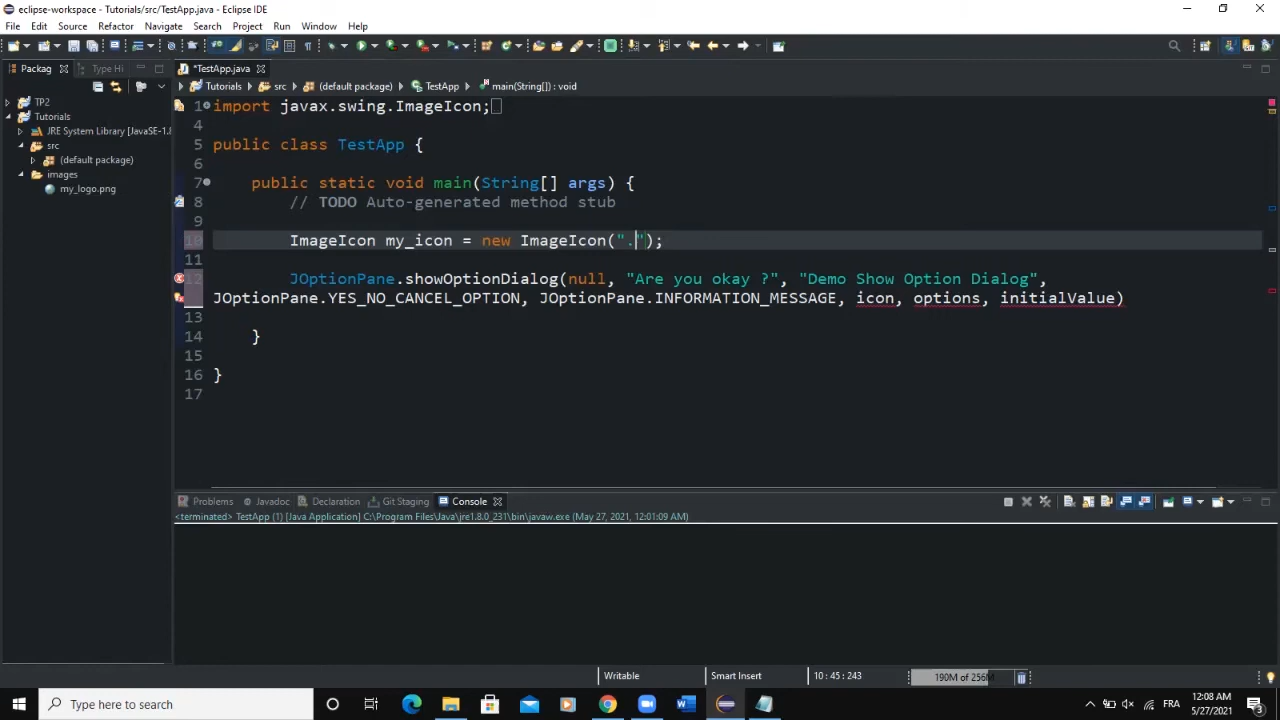 eclipse-workspace - Tutorials/src/TestApp.java - Eclipse IDE
File Edit Source Refactor Navigate Search Project Run Window Help
Packag Type Hi
*TestApp.java
Tutorials src (default package) TestApp main(String[]) : void
TP2
Tutorials
JRE System Library [JavaSE-1.
src
(default package)
images
my_logo.png
1 import javax.swing.ImageIcon;
4
5 public class TestApp {
6
7 public static void main(String[] args) {
8 // TODO Auto-generated method stub
9
10 ImageIcon my_icon = new ImageIcon(".");
11
12 JOptionPane.showOptionDialog(null, "Are you okay ?", "Demo Show Option Dialog",
JOptionPane.YES_NO_CANCEL_OPTION, JOptionPane.INFORMATION_MESSAGE, icon, options, initialValue)
13
14 }
15
16 }
17
Problems Javadoc Declaration Git Staging Console
<terminated> TestApp (1) [Java Application] C:\Program Files\Java\jre1.8.0_231\bin\javaw.exe (May 27, 2021, 12:01:09 AM)
Writable Smart Insert 10 : 45 : 243 190M of 256M
Type here to search
FRA
12:08 AM
5/27/2021
3